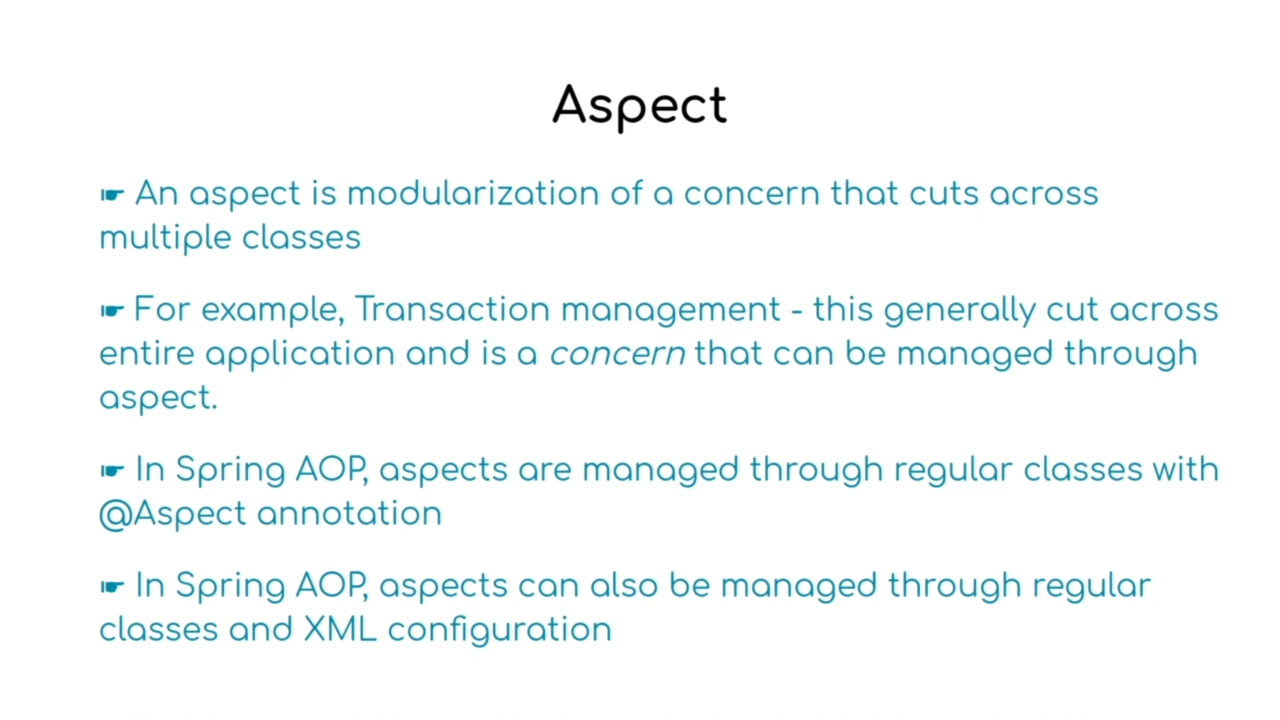 Aspect
☛ An aspect is modularization of a concern that cuts across
multiple classes
☛ For example, Transaction management - this generally cut across
entire application and is a concern that can be managed through
aspect.
☛ In Spring AOP, aspects are managed through regular classes with
@Aspect annotation
☛ In Spring AOP, aspects can also be managed through regular
classes and XML configuration